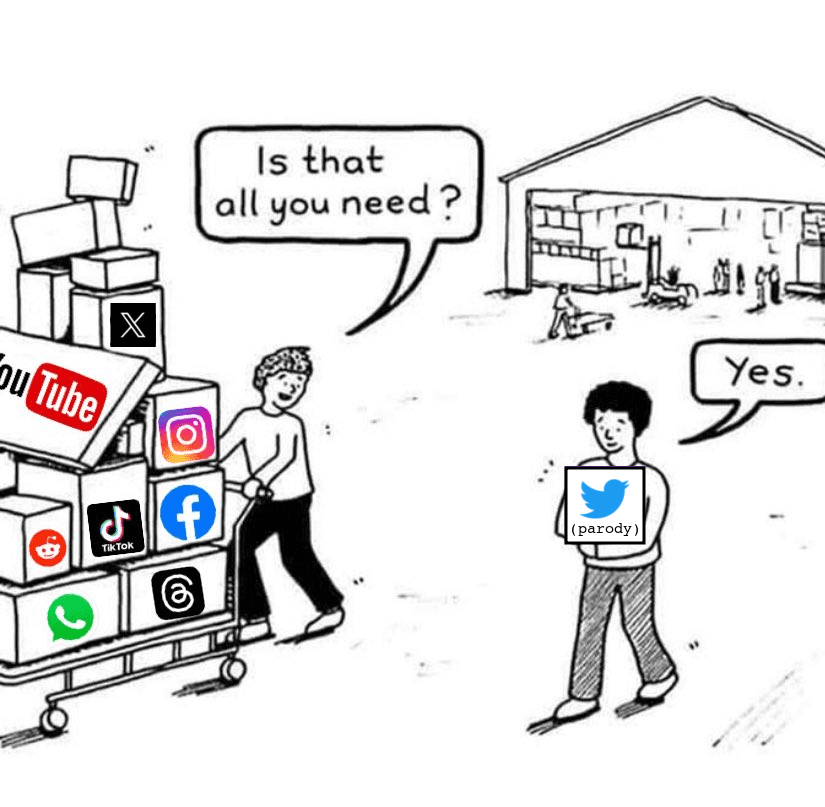 Is that
all you need?
Yes.
X
YouTube
TikTok
(parody)